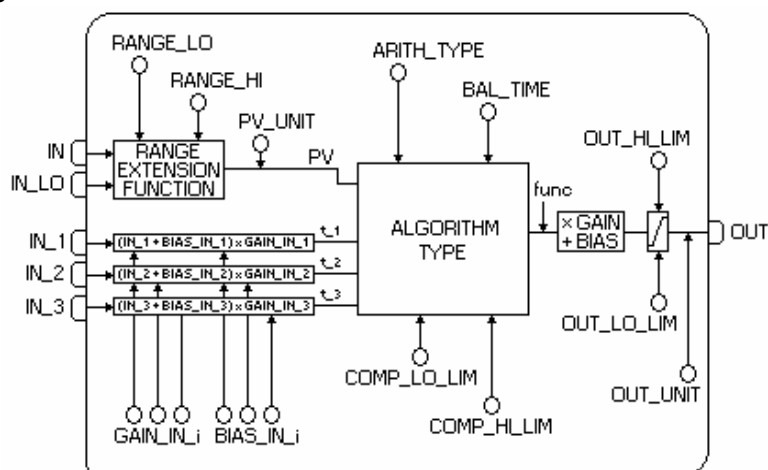 RANGE_LO
RANGE_HI
ARITH_TYPE
BAL_TIME
PV_UNIT
OUT_HI_LIM
IN
IN_LO
RANGE
EXTENSION
FUNCTION
PV
func
ALGORITHM
TYPE
× GAIN
+ BIAS
OUT
IN_1
(IN_1 + BIAS_IN_1) × GAIN_IN_1
t_1
IN_2
(IN_2 + BIAS_IN_2) × GAIN_IN_2
t_2
IN_3
(IN_3 + BIAS_IN_3) × GAIN_IN_3
t_3
OUT_LO_LIM
COMP_LO_LIM
OUT_UNIT
COMP_HI_LIM
GAIN_IN_i
BIAS_IN_i